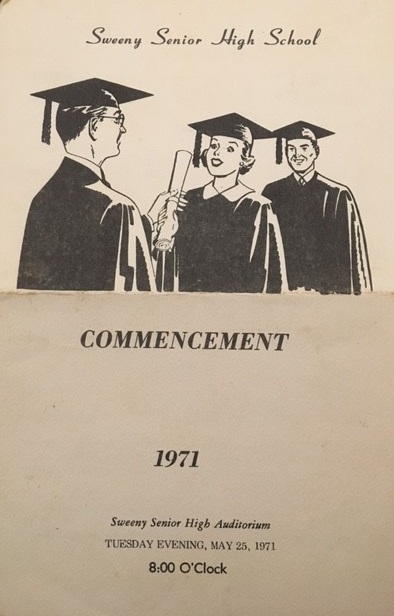 Sweeny Senior High School
COMMENCEMENT
1971
Sweeny Senior High Auditorium
TUESDAY EVENING, MAY 25, 1971
8:00 O'Clock